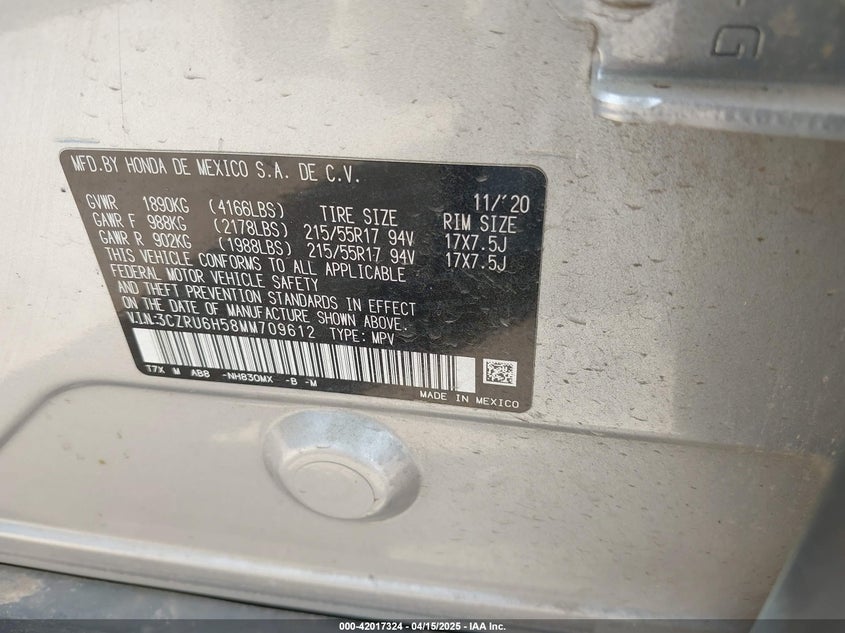 G
MFD.BY HONDA DE MEXICO S.A. DE C.V.
11/'20
GVWR 1890KG (4166LBS) TIRE SIZE RIM SIZE
GAWR F 988KG (2178LBS) 215/55R17 94V 17X7.5J
GAWR R 902KG (1988LBS) 215/55R17 94V 17X7.5J
THIS VEHICLE CONFORMS TO ALL APPLICABLE
FEDERAL MOTOR VEHICLE SAFETY
AND THEFT PREVENTION STANDARDS IN EFFECT
ON THE DATE OF MANUFACTURE SHOWN ABOVE.
VIN:3CZRU6H58MM709612 TYPE: MPV
T7X M AB8 -NH830MX -B -M
MADE IN MEXICO
000-42017324 - 04/15/2025 - IAA Inc.